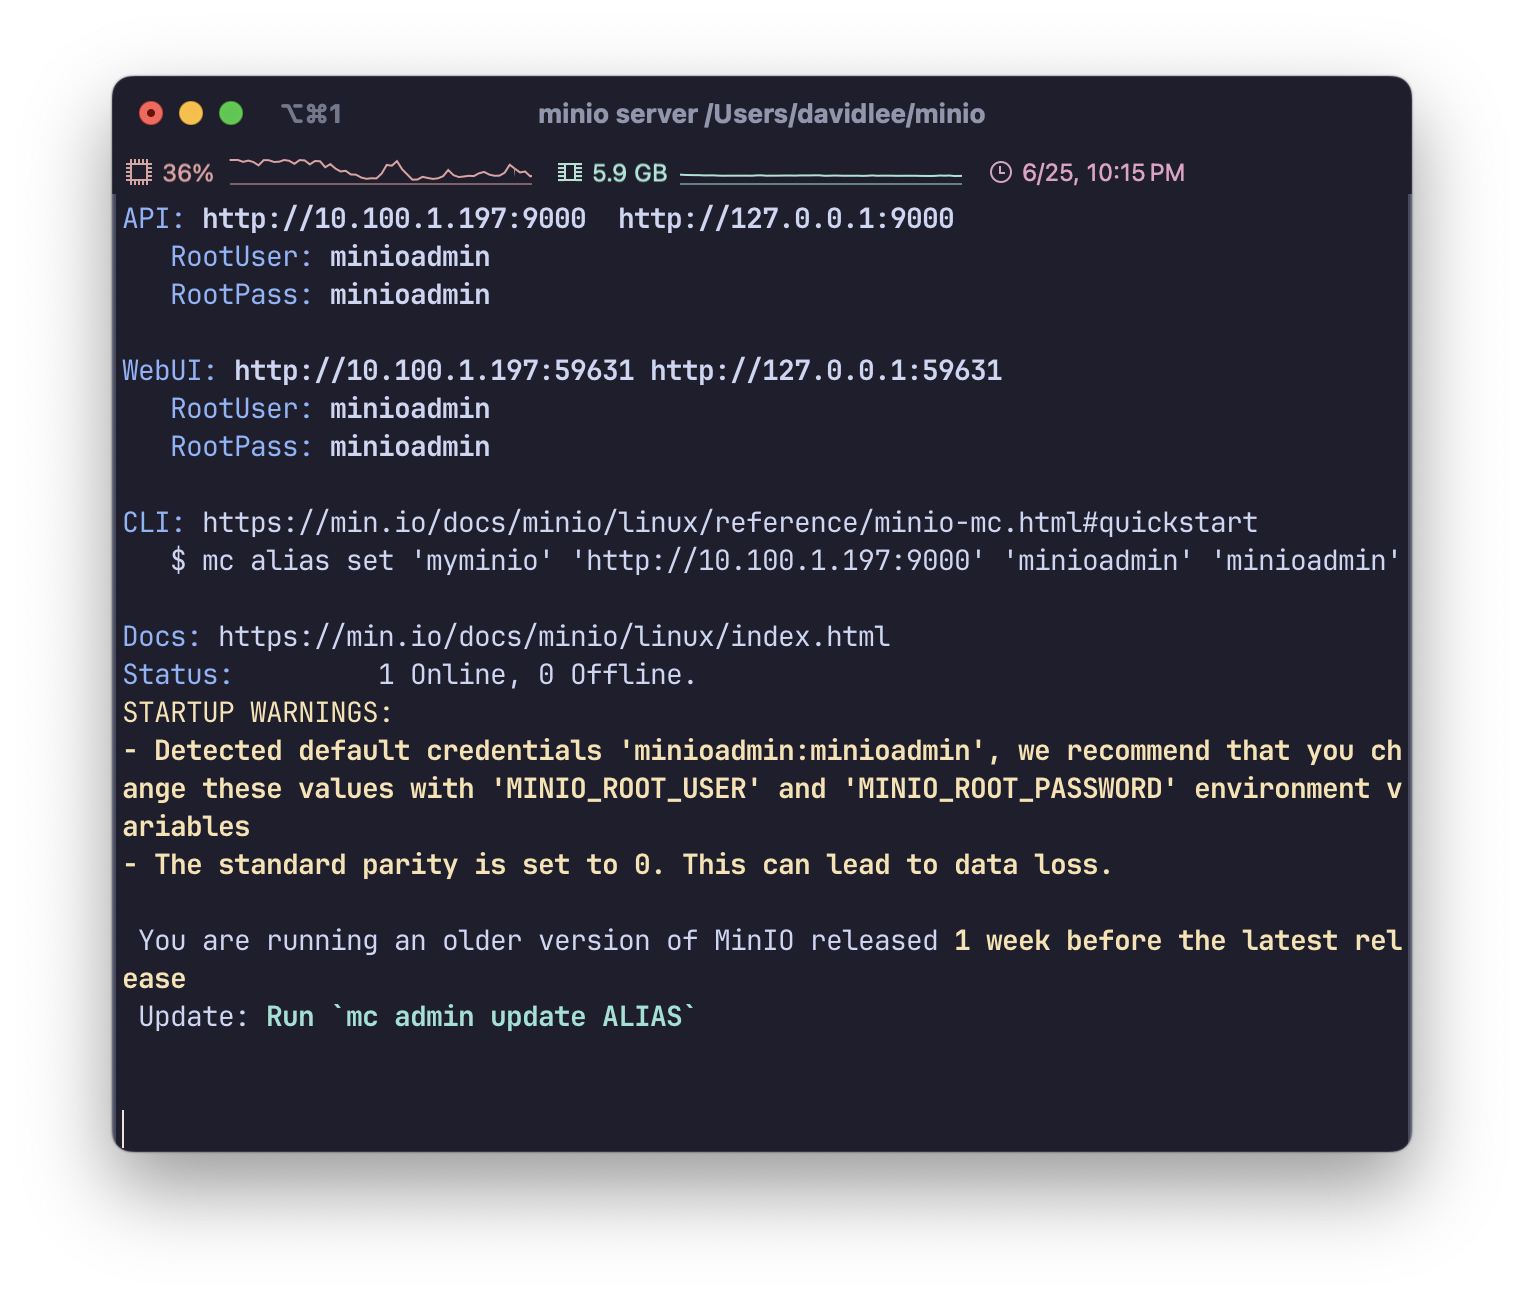 ⌥⌘1 minio server /Users/davidlee/minio
36% 5.9 GB 6/25, 10:15 PM
API: http://10.100.1.197:9000  http://127.0.0.1:9000
   RootUser: minioadmin
   RootPass: minioadmin
WebUI: http://10.100.1.197:59631 http://127.0.0.1:59631
   RootUser: minioadmin
   RootPass: minioadmin
CLI: https://min.io/docs/minio/linux/reference/minio-mc.html#quickstart
   $ mc alias set 'myminio' 'http://10.100.1.197:9000' 'minioadmin' 'minioadmin'
Docs: https://min.io/docs/minio/linux/index.html
Status:         1 Online, 0 Offline.
STARTUP WARNINGS:
- Detected default credentials 'minioadmin:minioadmin', we recommend that you ch
ange these values with 'MINIO_ROOT_USER' and 'MINIO_ROOT_PASSWORD' environment v
ariables
- The standard parity is set to 0. This can lead to data loss.
 You are running an older version of MinIO released 1 week before the latest rel
ease
 Update: Run `mc admin update ALIAS`